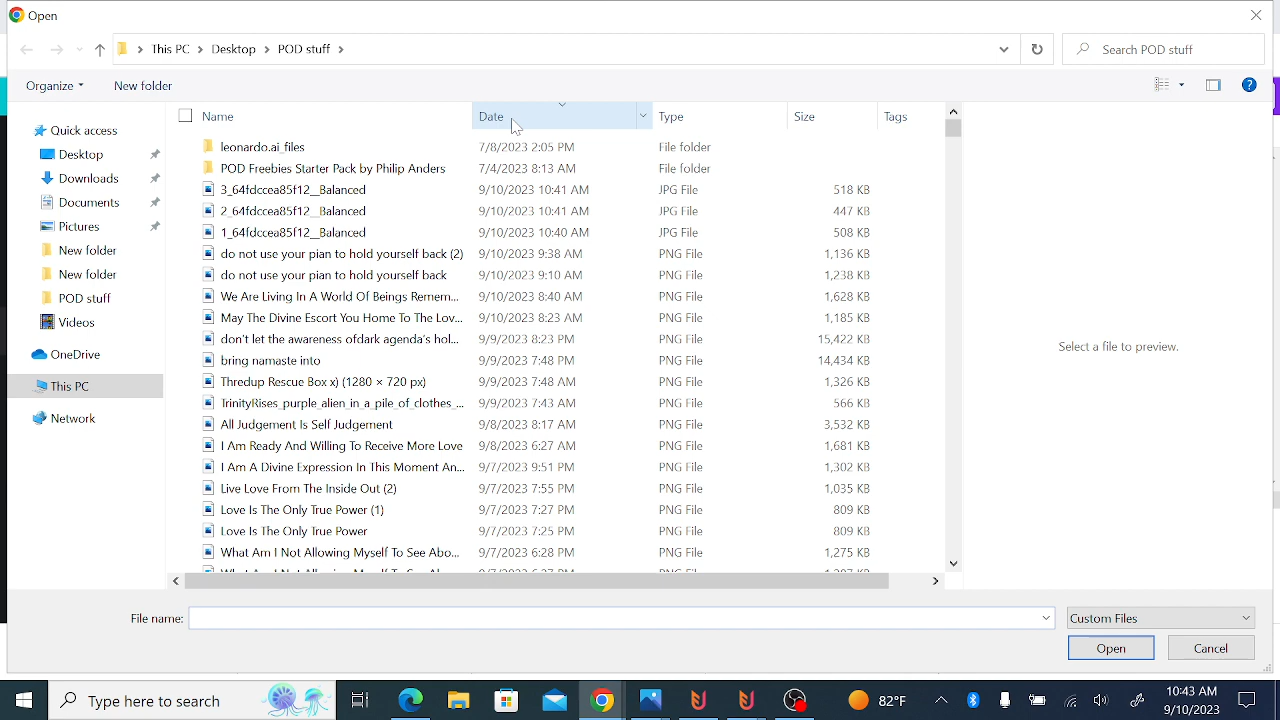 Open
This PC > Desktop > POD stuff >
Search POD stuff
Organize
New folder
Name Date Type Size Tags
Quick access
Desktop
Downloads
Documents
Pictures
New folder
New folder
POD stuff
Videos
OneDrive
This PC
Network
leonardo.ai_files 7/8/2023 2:05 PM File folder
POD Freebies Starter Pack by Philip Anders 7/4/2023 8:13 AM File folder
3_64fdccea85f12__Balanced 9/10/2023 10:41 AM JPG File 518 KB
2_64fdccea85f12__Balanced 9/10/2023 10:41 AM JPG File 447 KB
1_64fdccea85f12__Balanced 9/10/2023 10:40 AM JPG File 508 KB
do not use your pian to hold yourself back (2) 9/10/2023 9:38 AM PNG File 1,136 KB
do not use your pian to hold yourself back 9/10/2023 9:10 AM PNG File 1,238 KB
We Are Living In A World Of Beings Remem... 9/10/2023 8:40 AM PNG File 1,628 KB
May The Divine Escort You Home To The Lov... 9/10/2023 8:23 AM PNG File 1,185 KB
don't let the awareness ofdark agenda's hol... 9/9/2023 8:23 PM PNG File 15,422 KB
bring namaste into 9/9/2023 7:48 PM PNG File 14,434 KB
Thredup Rescue Box x) (1280 × 720 px) 9/9/2023 7:48 AM PNG File 1,326 KB
TrinityRises_purple_alien_in_a_pile_of_clothes_... 9/9/2023 7:43 AM PNG File 566 KB
All Judgement Is Self Judgement 9/8/2023 8:17 AM PNG File 3,532 KB
I Am Ready And Willing To Receive More Love 9/8/2023 6:27 AM PNG File 1,681 KB
I Am A Divine Expression In This Moment An... 9/7/2023 9:51 PM PNG File 1,302 KB
Live Love From The Inside Out (2) 9/7/2023 7:55 PM PNG File 1,035 KB
Love Is The Only True Power (1) 9/7/2023 7:27 PM PNG File 809 KB
Love Is The Only True Power 9/7/2023 7:25 PM PNG File 809 KB
What Am I Not Allowing Myself To See Abo... 9/7/2023 6:28 PM PNG File 1,275 KB
Select a file to preview.
File name:
Custom Files
Open
Cancel
Type here to search
82°F
10:13 AM
9/10/2023